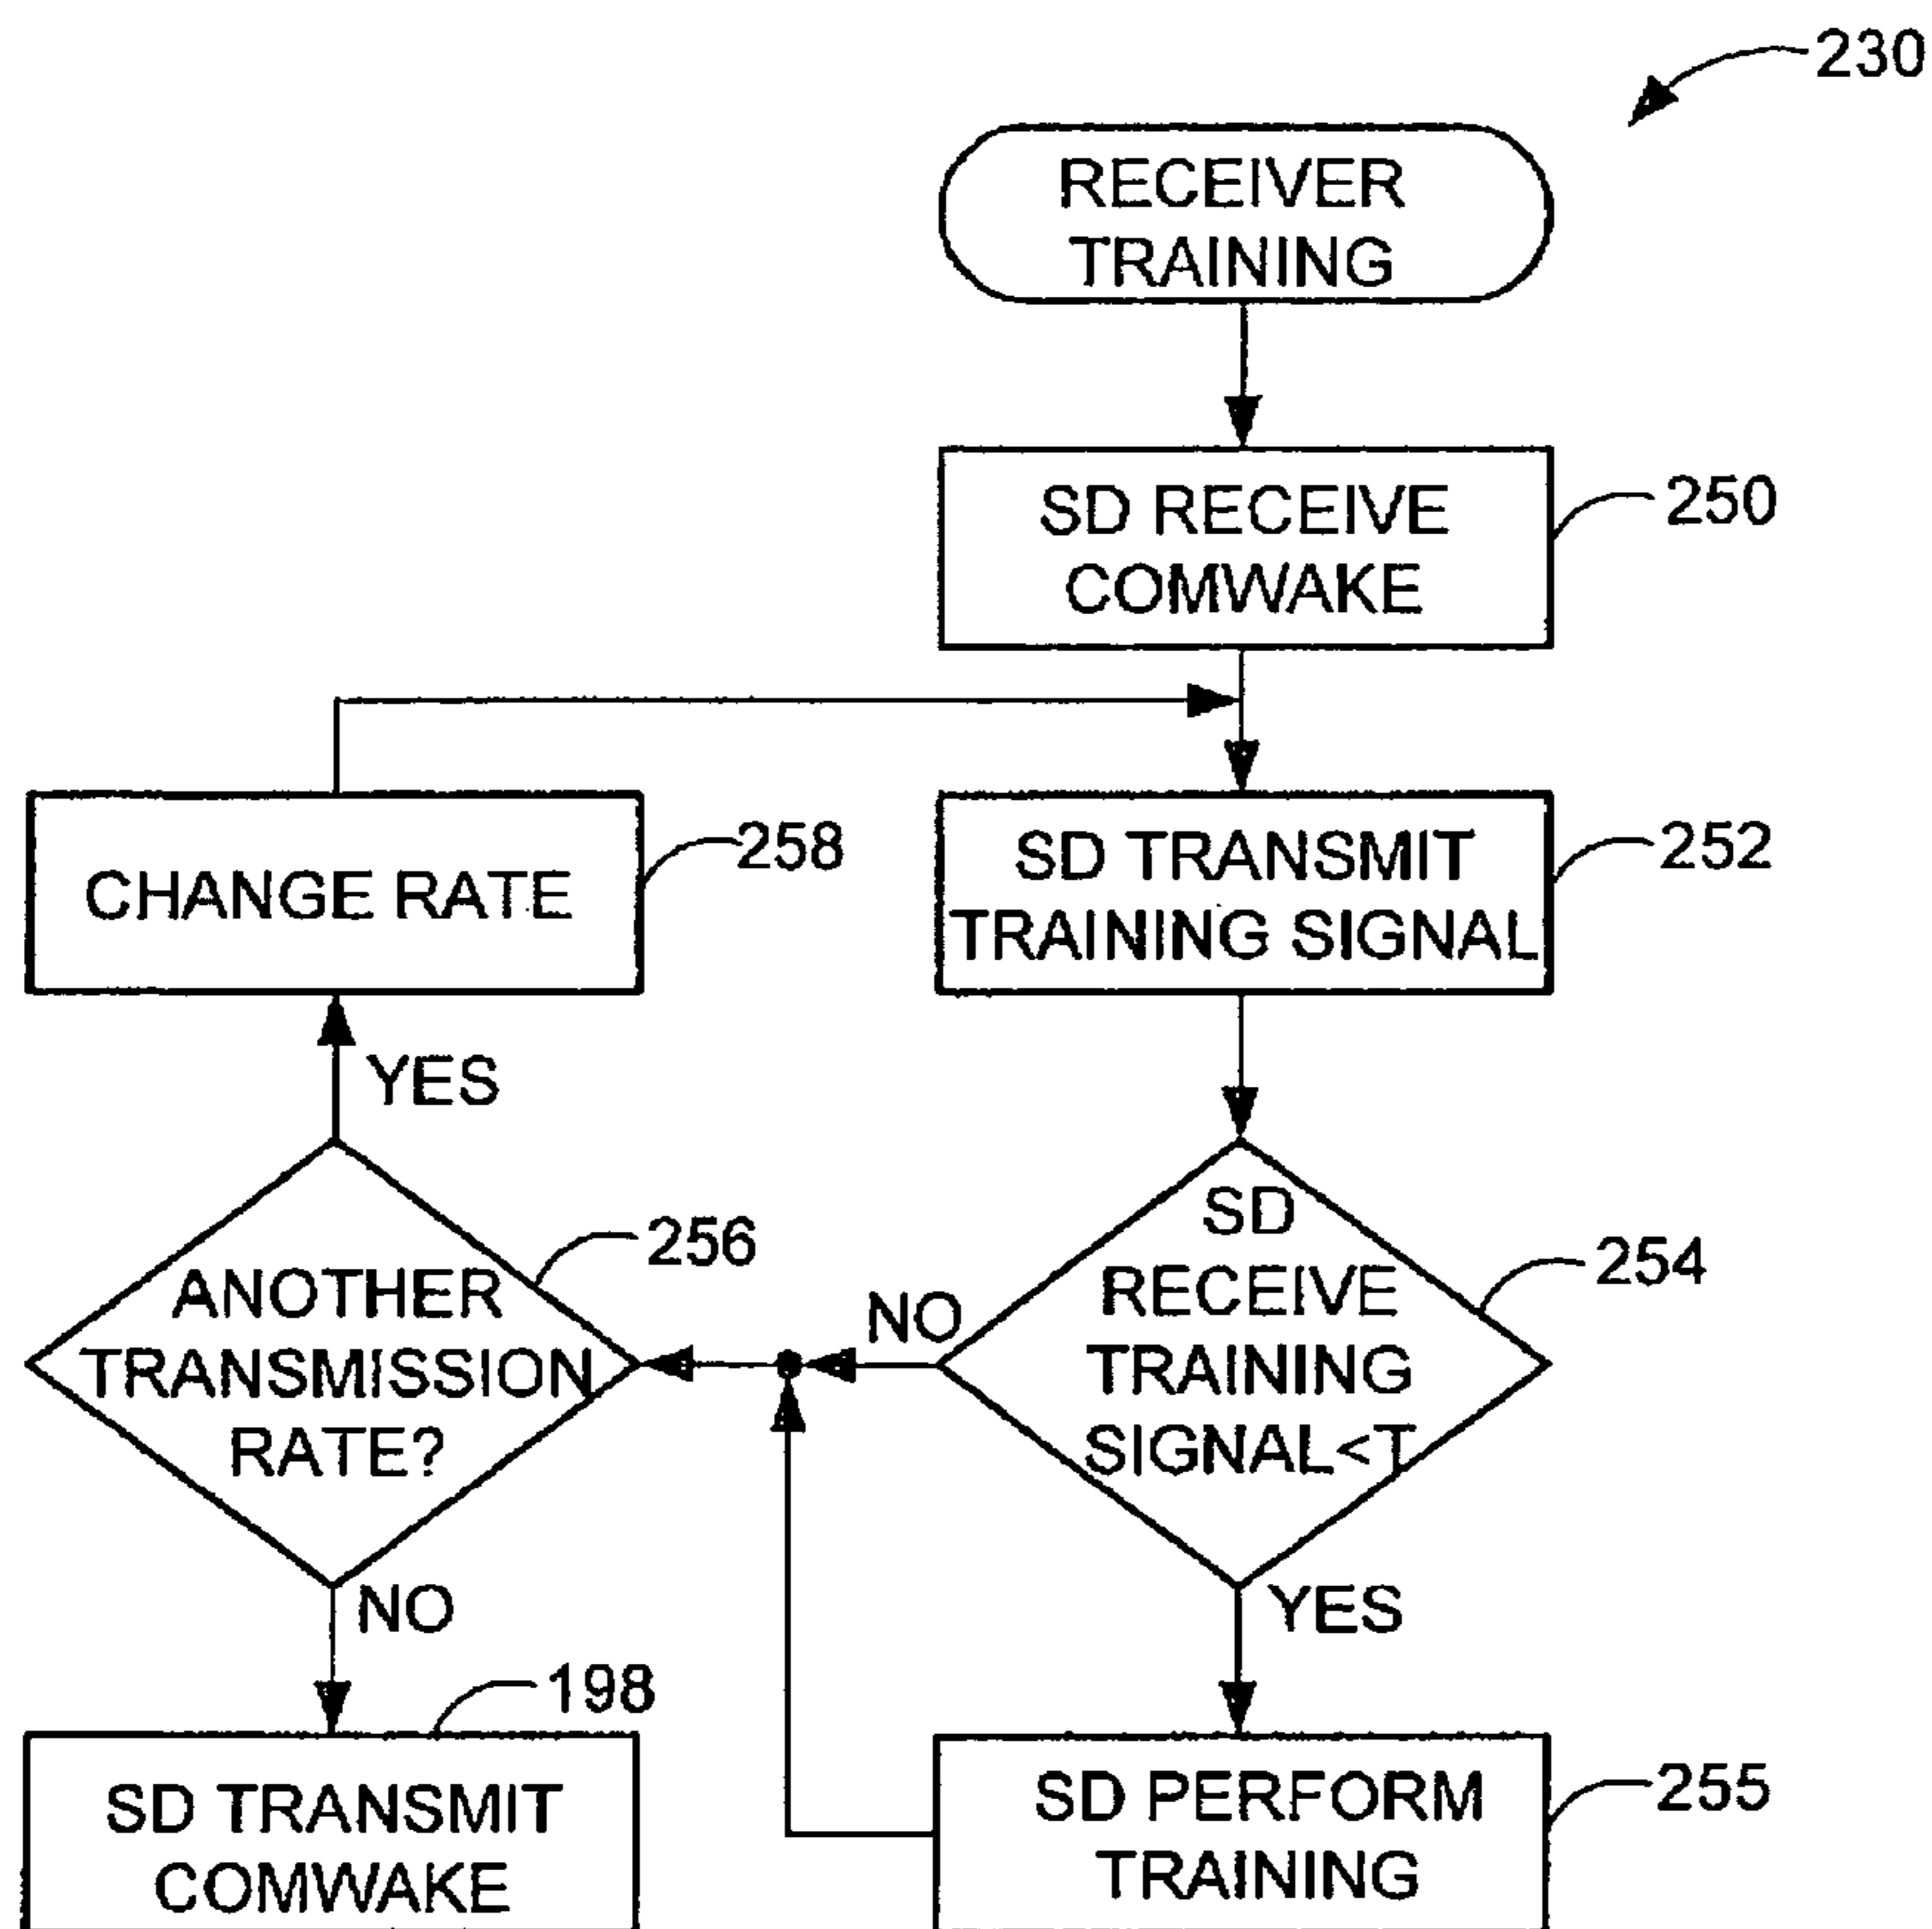 230
RECEIVER
TRAINING
SD RECEIVE
COMWAKE
250
CHANGE RATE
258
SD TRANSMIT
TRAINING SIGNAL
252
YES
ANOTHER
TRANSMISSION
RATE?
256
NO
SD
RECEIVE
TRAINING
SIGNAL<T
254
NO
YES
198
SD TRANSMIT
COMWAKE
SD PERFORM
TRAINING
255